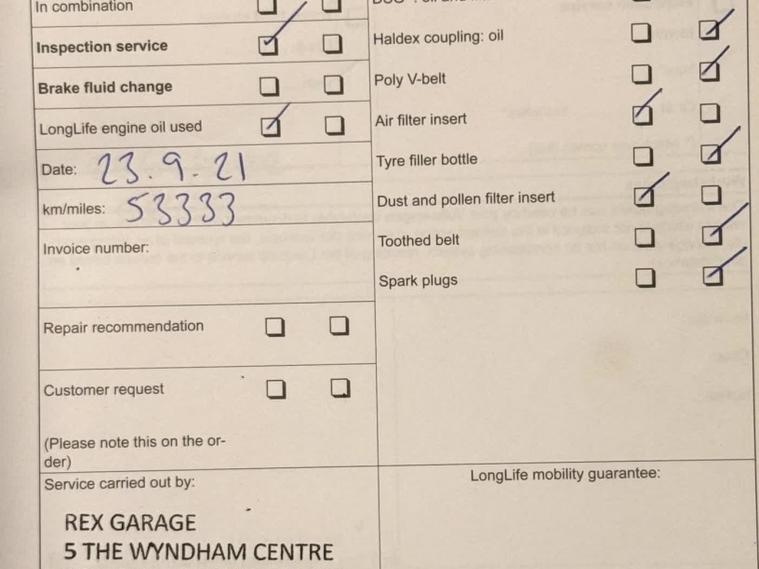 In combination
Inspection service
Brake fluid change
LongLife engine oil used
Date: 23.9.21
km/miles: 53333
Invoice number:
Repair recommendation
Customer request
(Please note this on the or-
der)
Service carried out by:
REX GARAGE
5 THE WYNDHAM CENTRE
Haldex coupling: oil
Poly V-belt
Air filter insert
Tyre filler bottle
Dust and pollen filter insert
Toothed belt
Spark plugs
LongLife mobility guarantee: